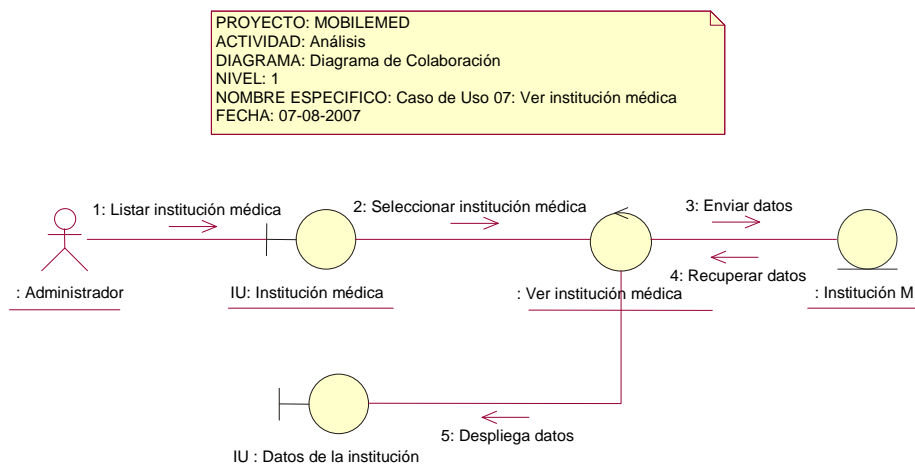 PROYECTO: MOBILEMED
ACTIVIDAD: Análisis
DIAGRAMA: Diagrama de Colaboración
NIVEL: 1
NOMBRE ESPECIFICO: Caso de Uso 07: Ver institución médica
FECHA: 07-08-2007
1: Listar institución médica
2: Seleccionar institución médica
3: Enviar datos
4: Recuperar datos
: Administrador
IU: Institución médica
: Ver institución médica
: Institución M
5: Despliega datos
IU : Datos de la institución